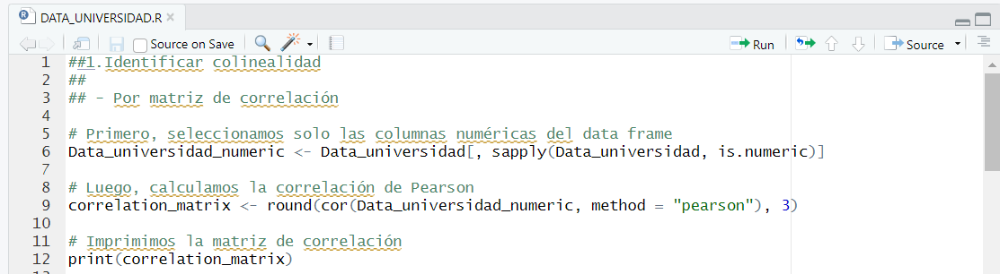 DATA_UNIVERSIDAD.R
Source on Save Run Source
1 ##1.Identificar colinealidad
2 ##
3 ## - Por matriz de correlación
4
5 # Primero, seleccionamos solo las columnas numéricas del data frame
6 Data_universidad_numeric <- Data_universidad[, sapply(Data_universidad, is.numeric)]
7
8 # Luego, calculamos la correlación de Pearson
9 correlation_matrix <- round(cor(Data_universidad_numeric, method = "pearson"), 3)
10
11 # Imprimimos la matriz de correlación
12 print(correlation_matrix)